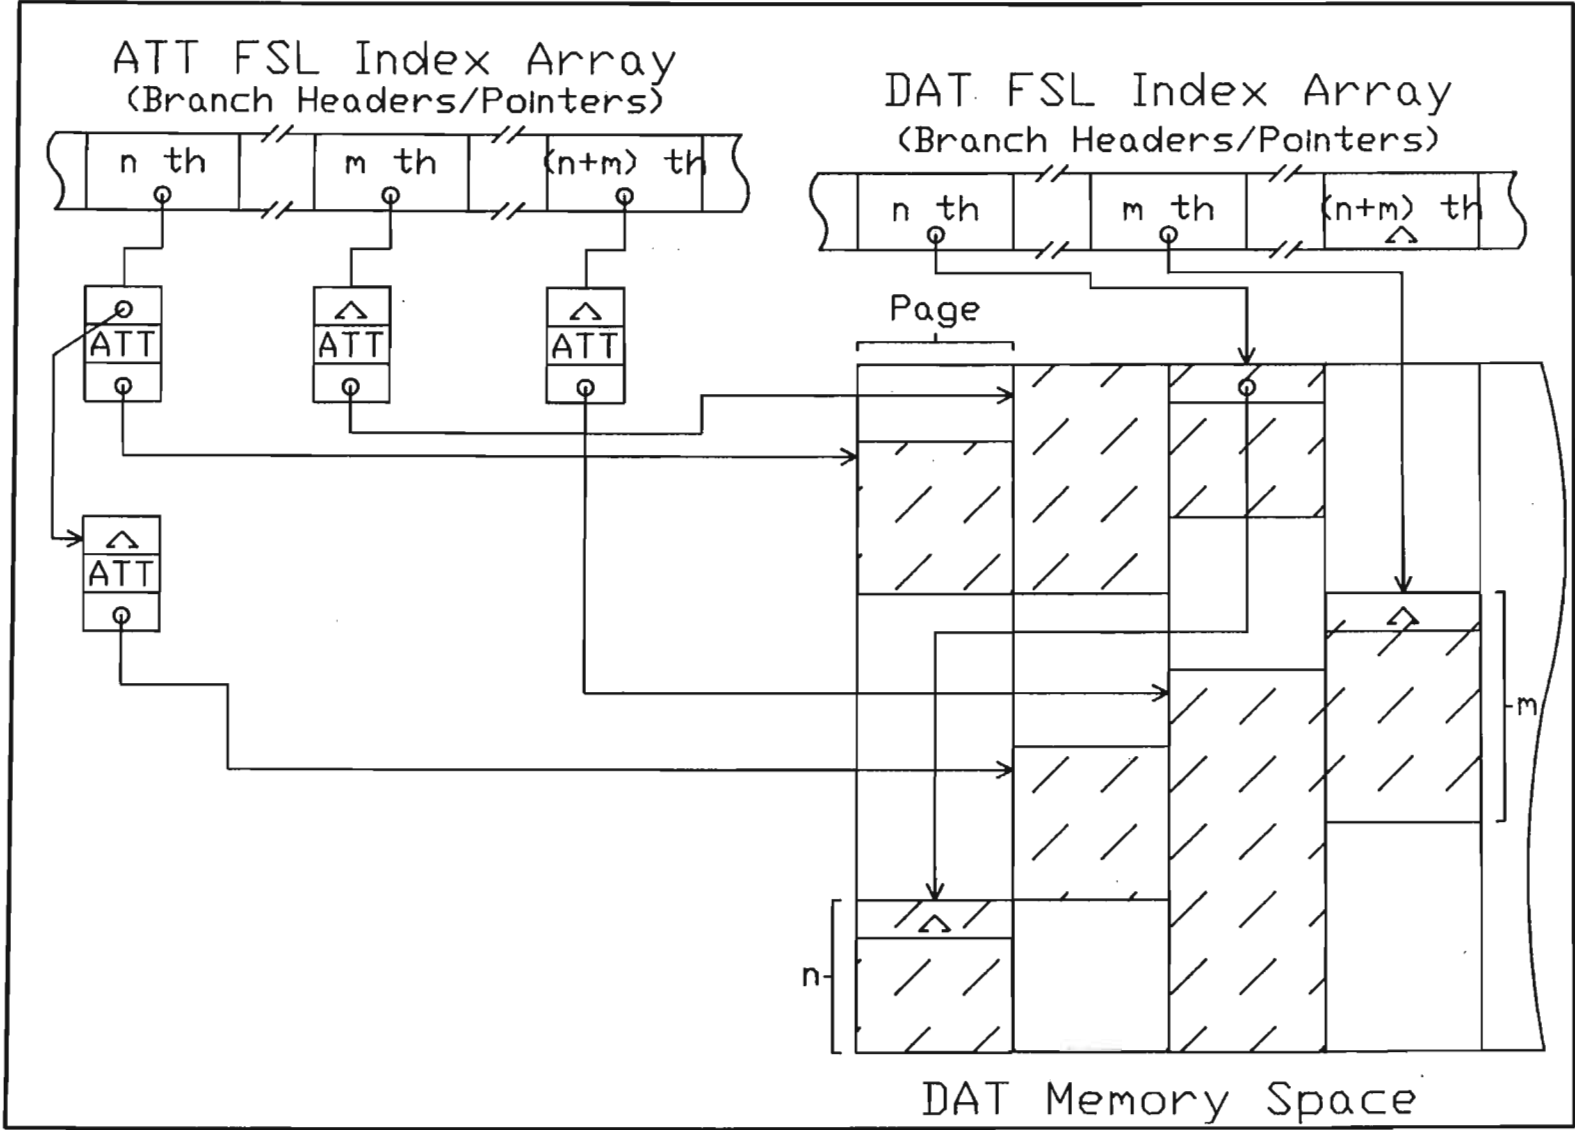 ATT FSL Index Array
(Branch Headers/Pointers)
n th
m th
(n+m) th
DAT FSL Index Array
(Branch Headers/Pointers)
n th
m th
(n+m) th
Page
ATT
ATT
ATT
ATT
m
n
DAT Memory Space